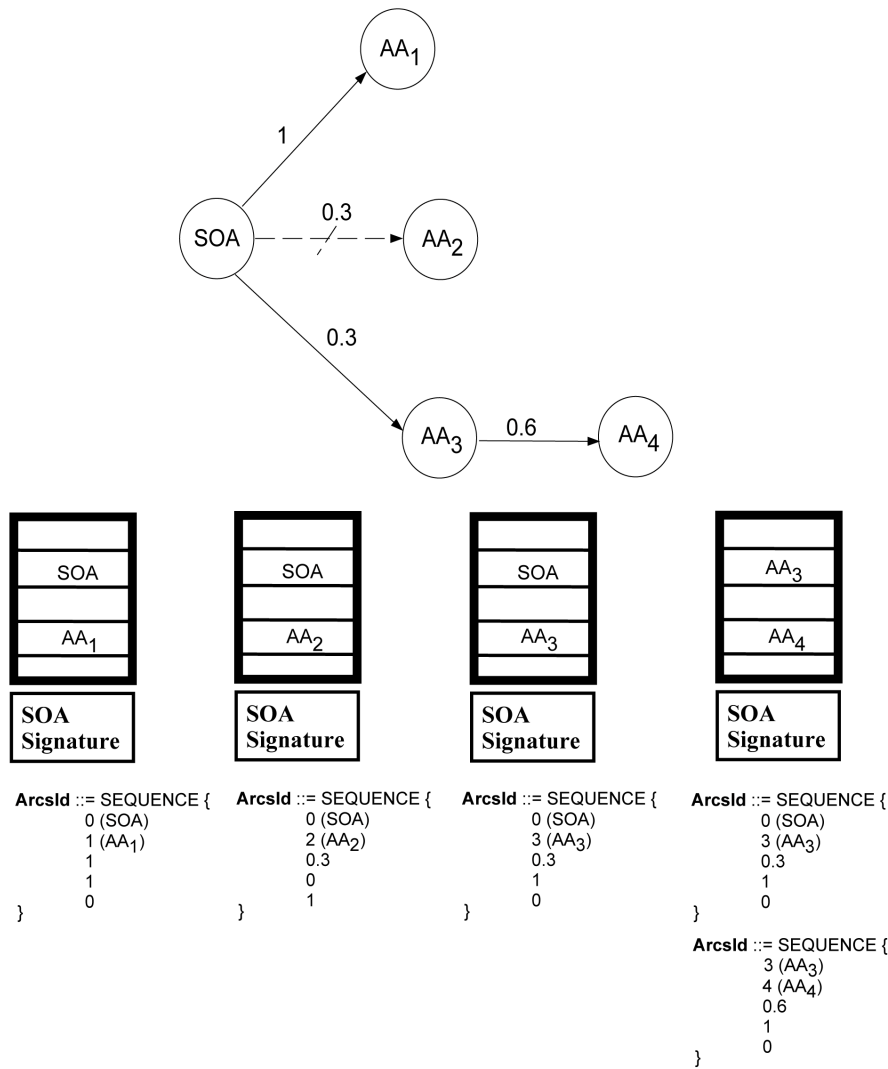 AA1
1
SOA
0.3
AA2
0.3
AA3
0.6
AA4
SOA
AA1
SOA
Signature
SOA
AA2
SOA
Signature
SOA
AA3
SOA
Signature
AA3
AA4
SOA
Signature
ArcsId ::= SEQUENCE {
0 (SOA)
1 (AA1)
1
1
0
}
ArcsId ::= SEQUENCE {
0 (SOA)
2 (AA2)
0.3
0
1
}
ArcsId ::= SEQUENCE {
0 (SOA)
3 (AA3)
0.3
1
0
}
ArcsId ::= SEQUENCE {
0 (SOA)
3 (AA3)
0.3
1
0
}
ArcsId ::= SEQUENCE {
3 (AA3)
4 (AA4)
0.6
1
0
}